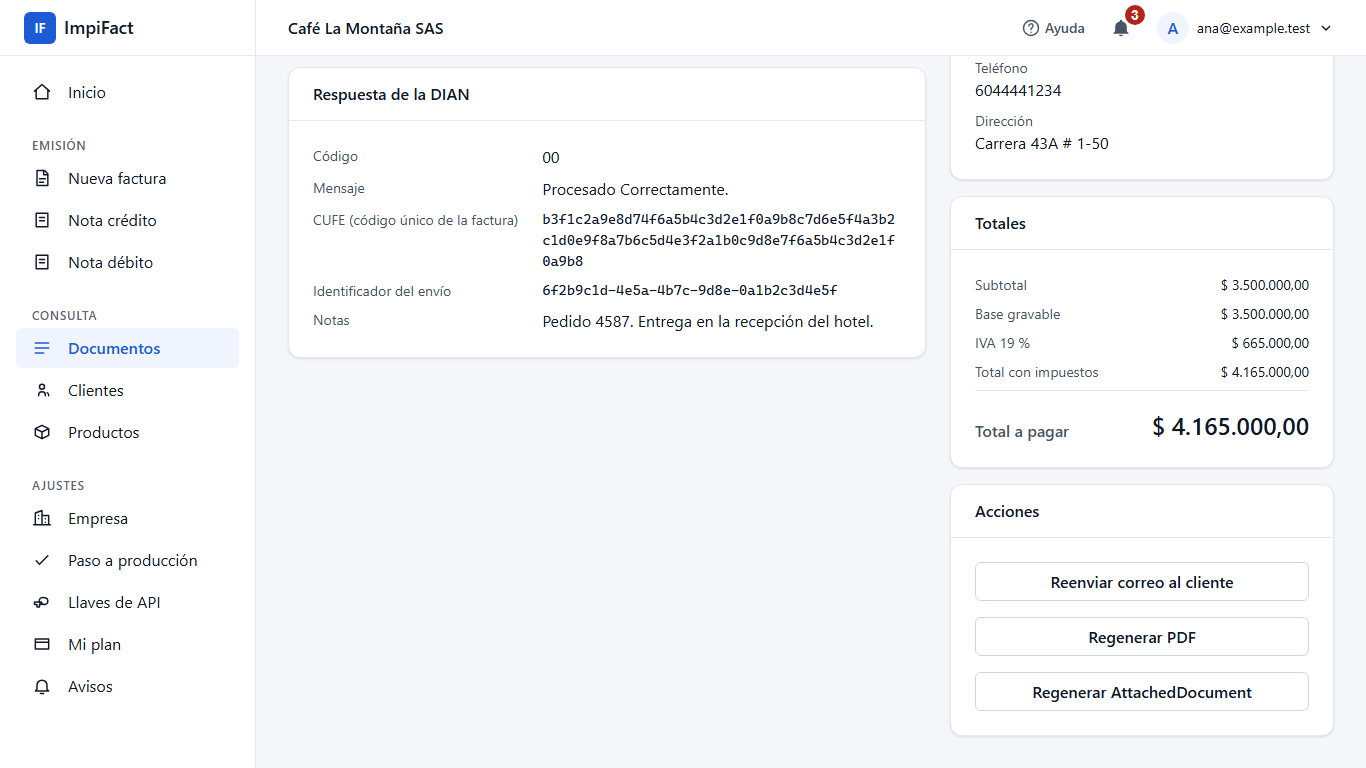 IF ImpiFact
Café La Montaña SAS
Ayuda
3
A
ana@example.test
Inicio
EMISIÓN
Nueva factura
Nota crédito
Nota débito
CONSULTA
Documentos
Clientes
Productos
AJUSTES
Empresa
Paso a producción
Llaves de API
Mi plan
Avisos
Respuesta de la DIAN
Código 00
Mensaje Procesado Correctamente.
CUFE (código único de la factura) b3f1c2a9e8d74f6a5b4c3d2e1f0a9b8c7d6e5f4a3b2
c1d0e9f8a7b6c5d4e3f2a1b0c9d8e7f6a5b4c3d2e1f
0a9b8
Identificador del envío 6f2b9c1d-4e5a-4b7c-9d8e-0a1b2c3d4e5f
Notas Pedido 4587. Entrega en la recepción del hotel.
Teléfono
6044441234
Dirección
Carrera 43A # 1-50
Totales
Subtotal $ 3.500.000,00
Base gravable $ 3.500.000,00
IVA 19 % $ 665.000,00
Total con impuestos $ 4.165.000,00
Total a pagar $ 4.165.000,00
Acciones
Reenviar correo al cliente
Regenerar PDF
Regenerar AttachedDocument